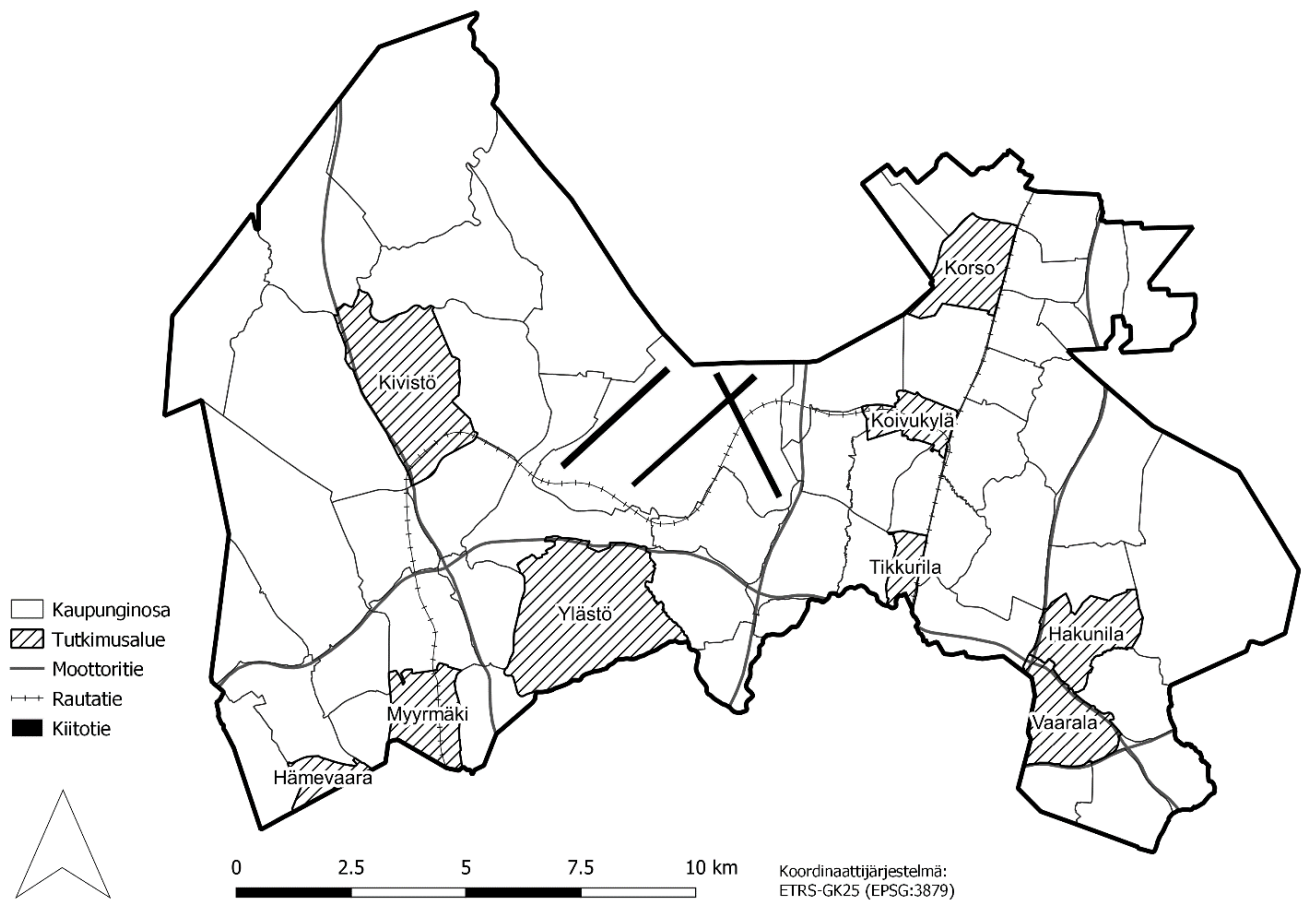 Korso
Kivistö
Koivukylä
Tikkurila
Ylästö
Hakunila
Myyrmäki
Vaarala
Hämevaara
Kaupunginosa
Tutkimusalue
Moottoritie
Rautatie
Kiitotie
0 2.5 5 7.5 10 km
Koordinaattijärjestelmä:
ETRS-GK25 (EPSG:3879)